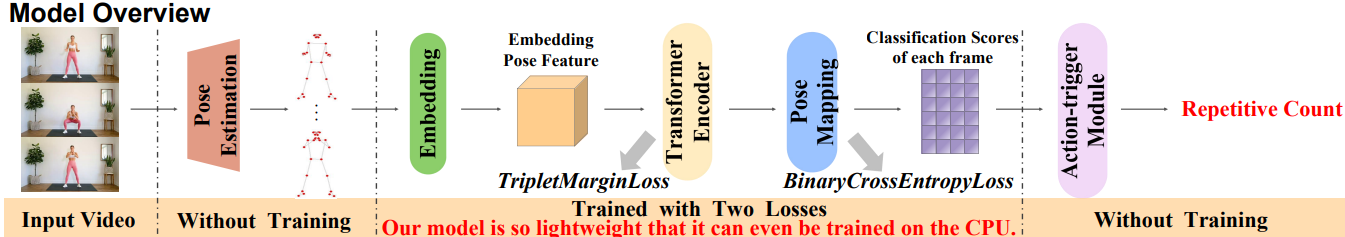 Model Overview
Pose
Estimation
Embedding
Embedding
Pose Feature
Transformer
Encoder
TripletMarginLoss
Pose
Mapping
BinaryCrossEntropyLoss
Classification Scores
of each frame
Action-trigger
Module
Repetitive Count
Input Video
Without Training
Trained with Two Losses
Our model is so lightweight that it can even be trained on the CPU.
Without Training